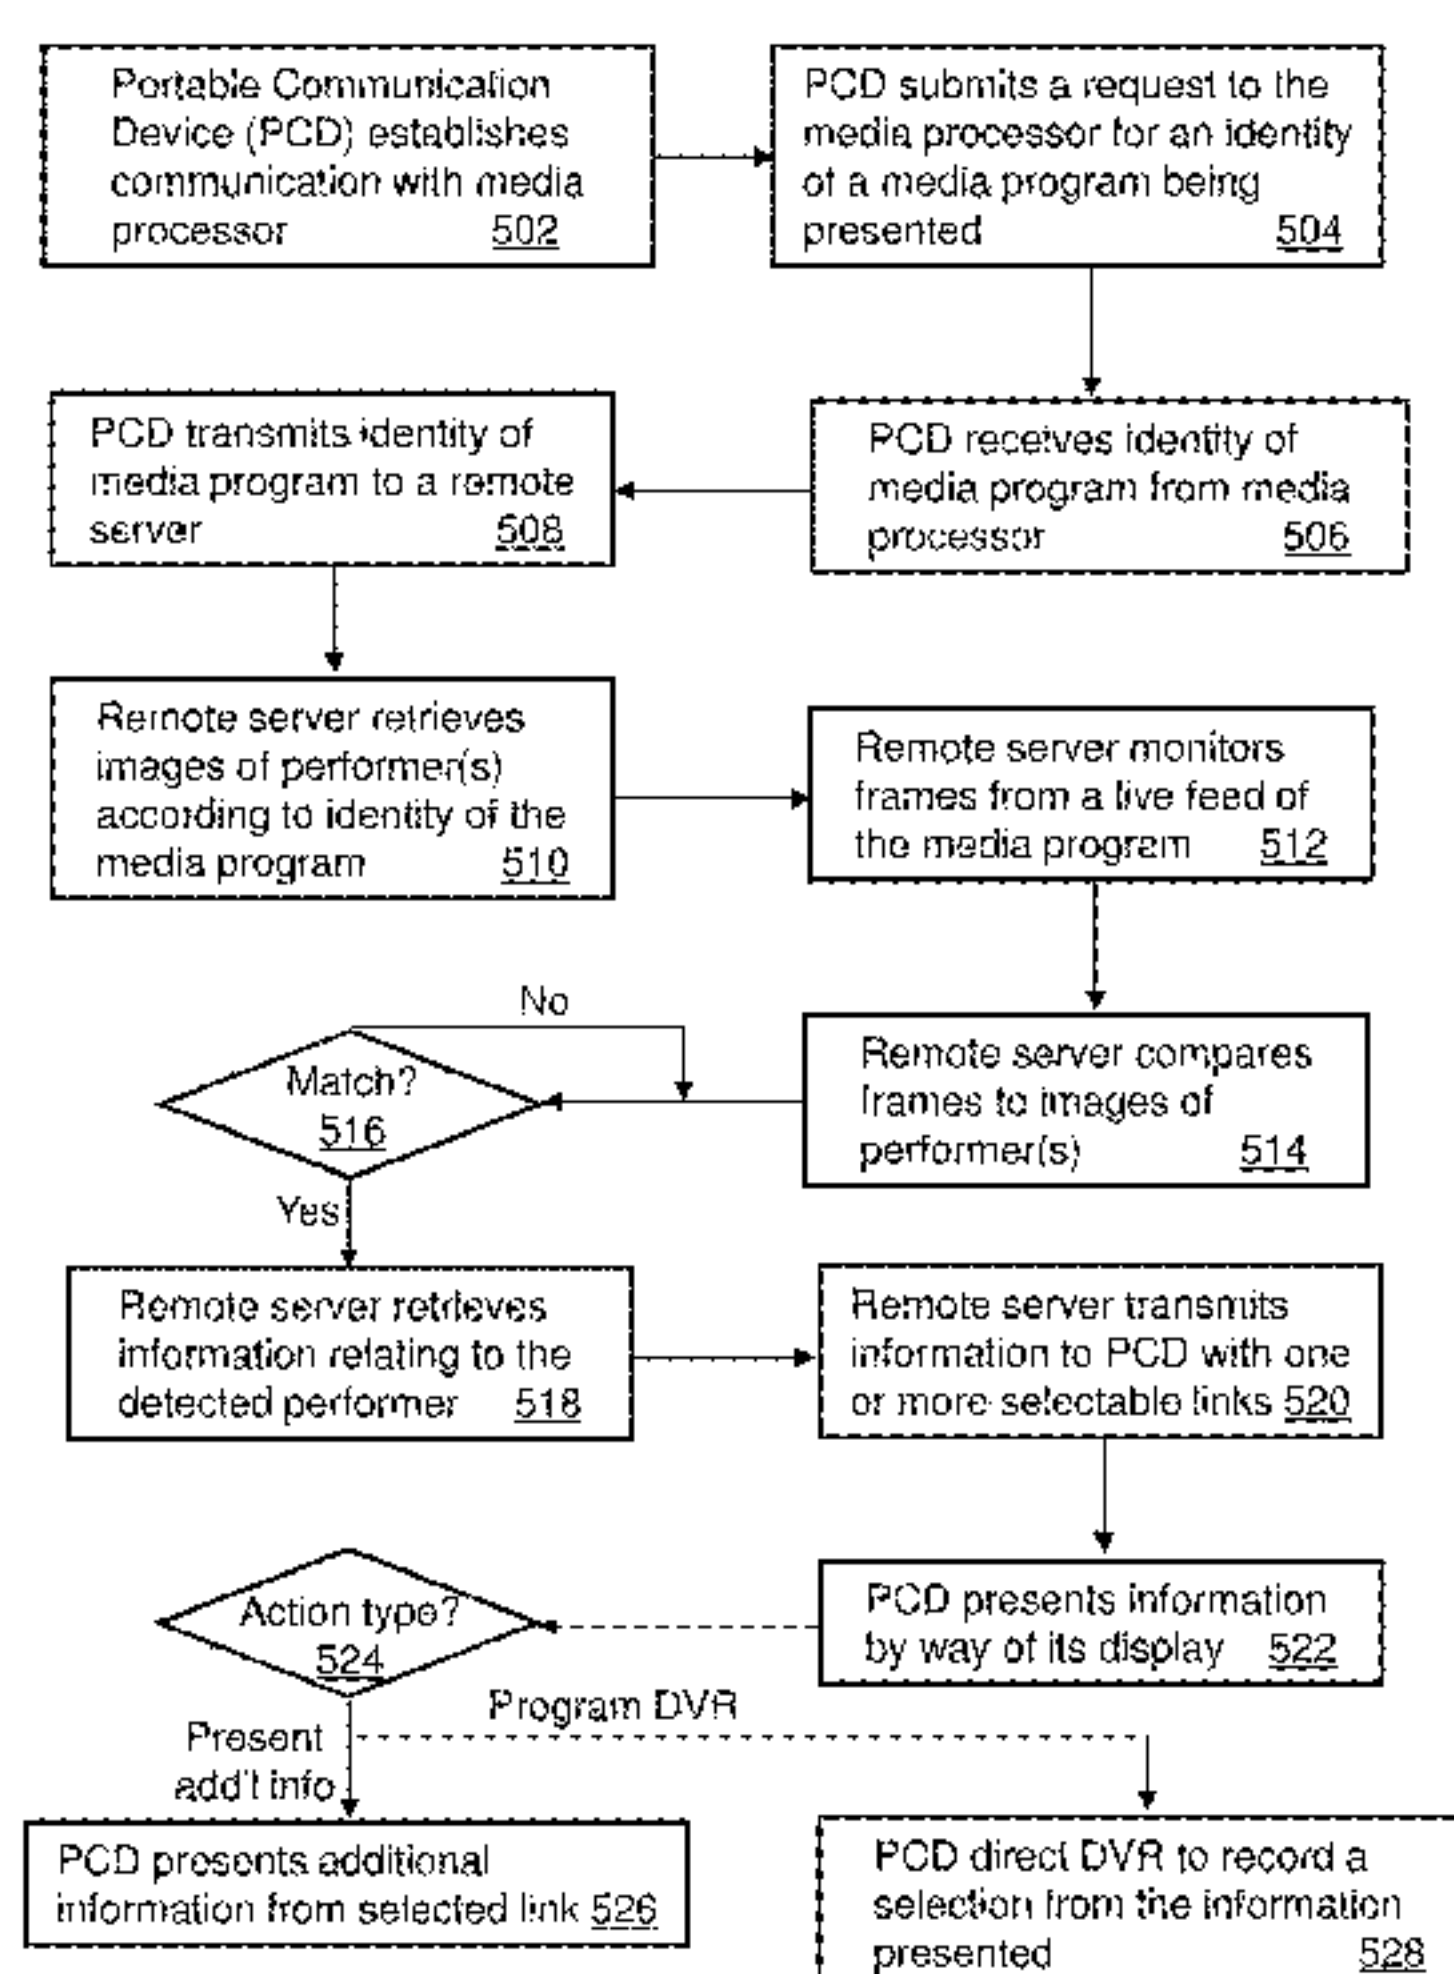 Portable Communication
Device (PCD) establishes
communication with media
processor 502
PCD submits a request to the
media processor for an identity
of a media program being
presented 504
PCD transmits identity of
media program to a remote
server 508
PCD receives identity of
media program from media
processor 506
Remote server retrieves
images of performer(s)
according to identity of the
media program 510
Remote server monitors
frames from a live feed of
the media program 512
No
Match?
516
Yes
Remote server compares
frames to images of
performer(s) 514
Remote server retrieves
information relating to the
detected performer 518
Remote server transmits
information to PCD with one
or more selectable links 520
Action type?
524
PCD presents information
by way of its display 522
Program DVR
Present
add'l info
PCD presents additional
information from selected link 526
PCD direct DVR to record a
selection from the information
presented 528